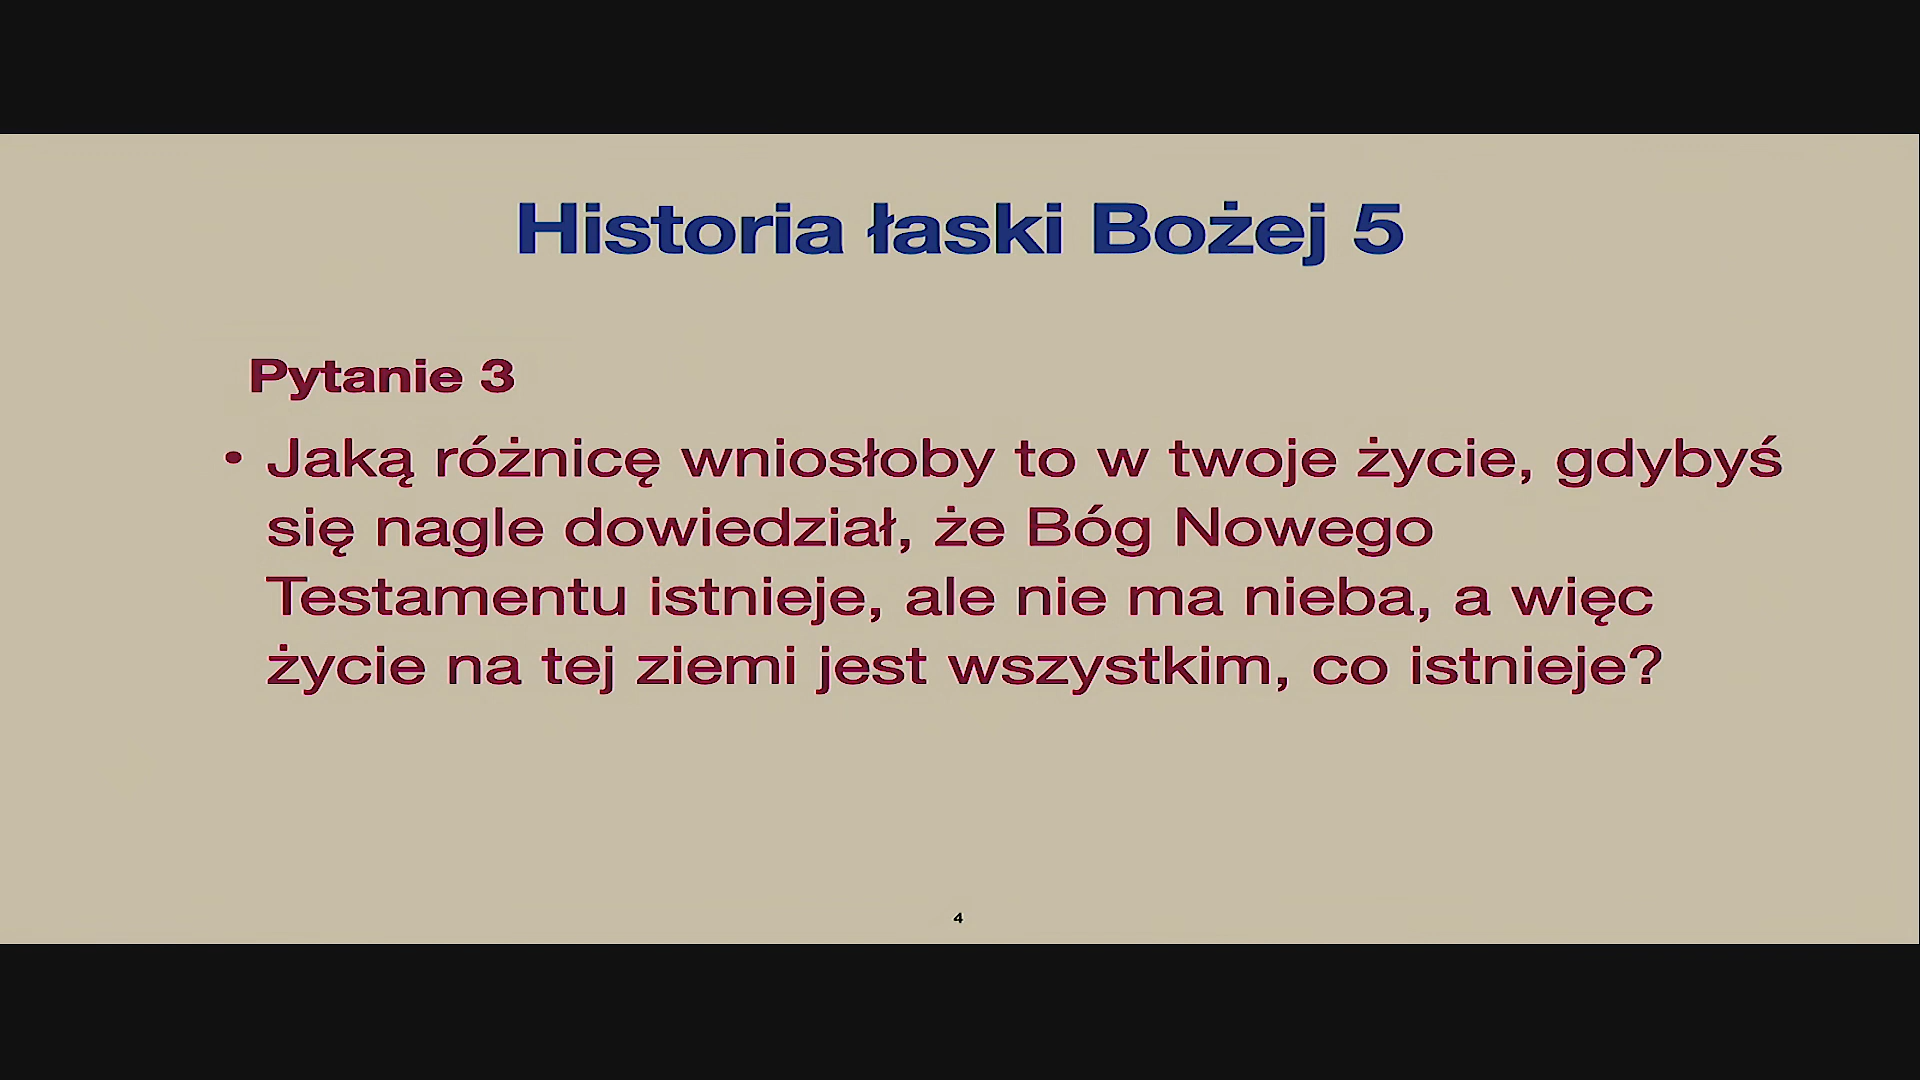 Historia łaski Bożej 5
Pytanie 3
• Jaką różnicę wniosłoby to w twoje życie, gdybyś
się nagle dowiedział, że Bóg Nowego
Testamentu istnieje, ale nie ma nieba, a więc
życie na tej ziemi jest wszystkim, co istnieje?
4